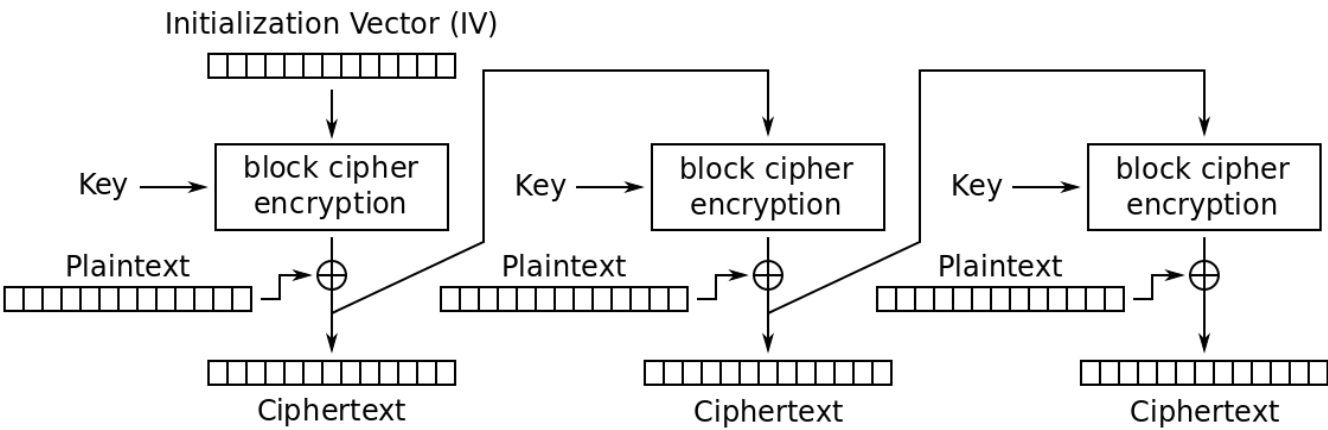 Initialization Vector (IV)
Key
block cipher
encryption
Plaintext
Ciphertext
Key
block cipher
encryption
Plaintext
Ciphertext
Key
block cipher
encryption
Plaintext
Ciphertext